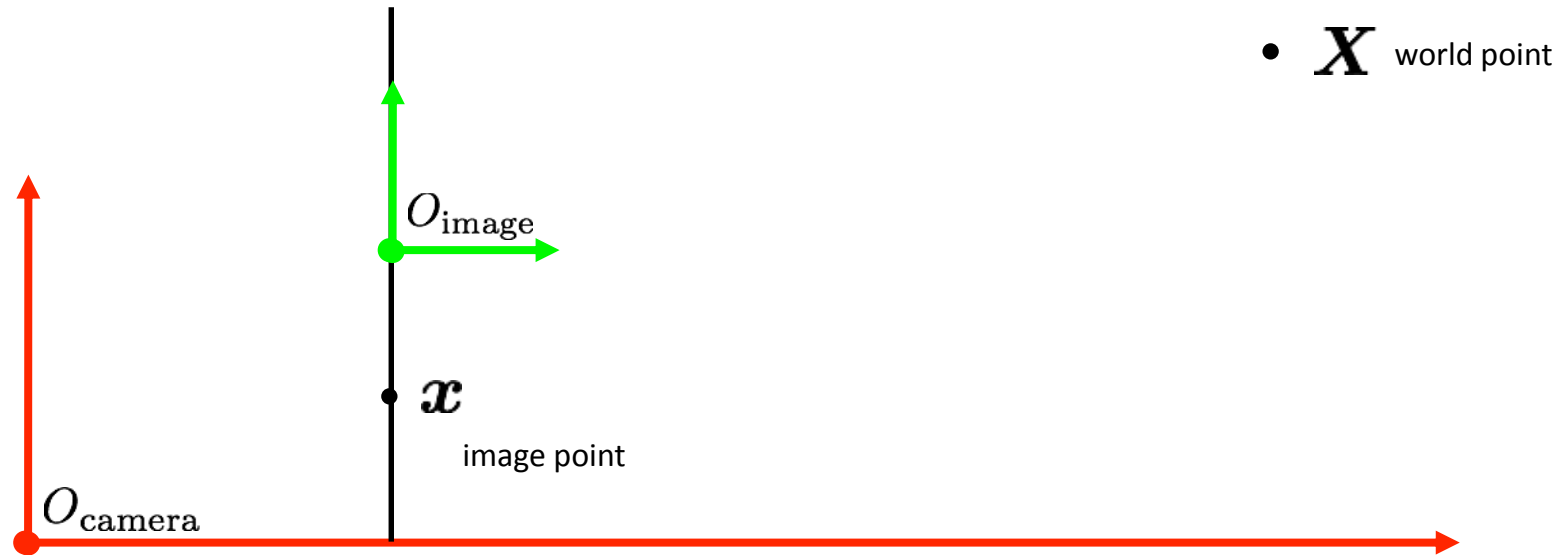 X world point
O_image
x
image point
O_camera